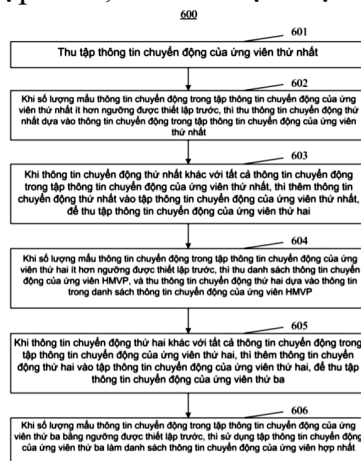 600
601
Thu tập thông tin chuyển động của ứng viên thứ nhất
602
Khi số lượng mẩu thông tin chuyển động trong tập thông tin chuyển động của ứng
viên thứ nhất ít hơn ngưỡng được thiết lập trước, thì thu thông tin chuyển động thứ
nhất dựa vào thông tin chuyển động trong tập thông tin chuyển động của ứng viên
thứ nhất
603
Khi thông tin chuyển động thứ nhất khác với tất cả thông tin chuyển động
trong tập thông tin chuyển động của ứng viên thứ nhất, thì thêm thông tin
chuyển động thứ nhất vào tập thông tin chuyển động của ứng viên thứ nhất,
để thu tập thông tin chuyển động của ứng viên thứ hai
604
Khi số lượng mẩu thông tin chuyển động trong tập thông tin chuyển động của ứng
viên thứ hai ít hơn ngưỡng được thiết lập trước, thì thu danh sách thông tin chuyển
động của ứng viên HMVP, và thu thông tin chuyển động thứ hai dựa vào thông tin
trong danh sách thông tin chuyển động của ứng viên HMVP
605
Khi thông tin chuyển động thứ hai khác với tất cả thông tin chuyển động trong
tập thông tin chuyển động của ứng viên thứ hai, thì thêm thông tin chuyển
động thứ hai vào tập thông tin chuyển động của ứng viên thứ hai, để thu tập
thông tin chuyển động của ứng viên thứ ba
606
Khi số lượng mẩu thông tin chuyển động trong tập thông tin chuyển động của ứng
viên thứ ba bằng ngưỡng được thiết lập trước, thì sử dụng tập thông tin chuyển động
của ứng viên thứ ba làm danh sách thông tin chuyển động của ứng viên hợp nhất